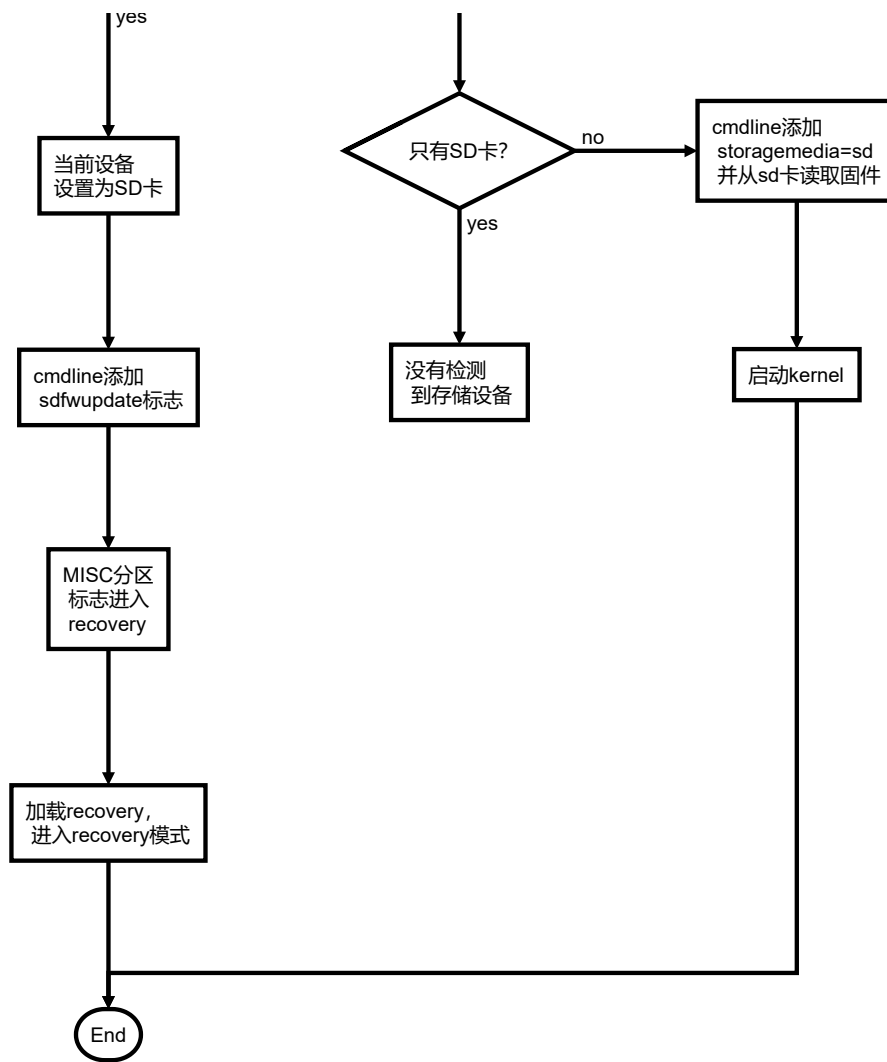 yes
当前设备
设置为SD卡
cmdline添加
sdfwupdate标志
MISC分区
标志进入
recovery
加载recovery，
进入recovery模式
End
只有SD卡?
no
yes
没有检测
到存储设备
cmdline添加
storagemedia=sd
并从sd卡读取固件
启动kernel